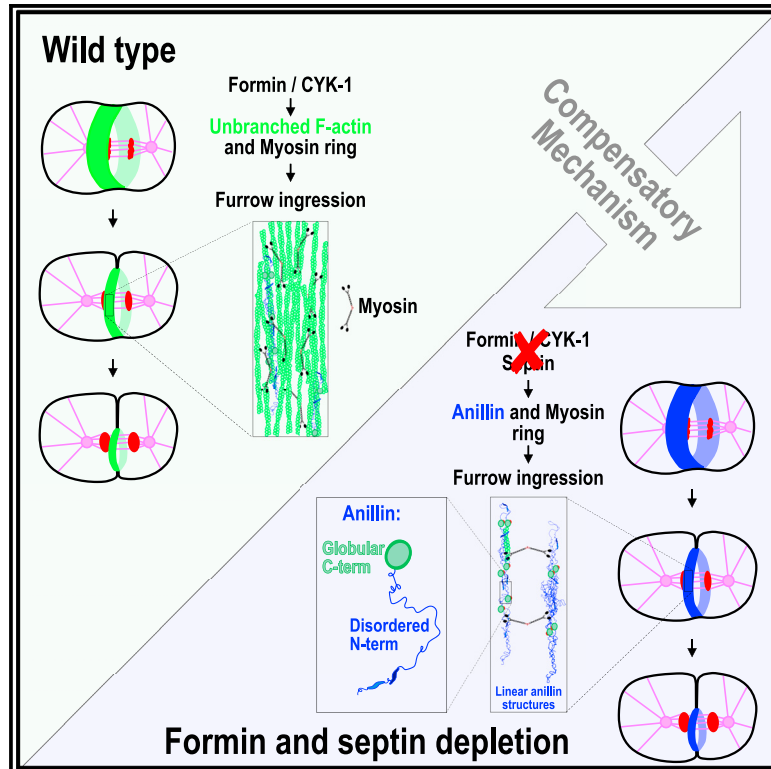 Wild type
Formin / CYK-1
Unbranched F-actin
and Myosin ring
Furrow ingression
Myosin
Compensatory
Mechanism
Formin / CYK-1
Septin
Anillin and Myosin
ring
Furrow ingression
Anillin:
Globular
C-term
Disordered
N-term
Linear anillin
structures
Formin and septin depletion